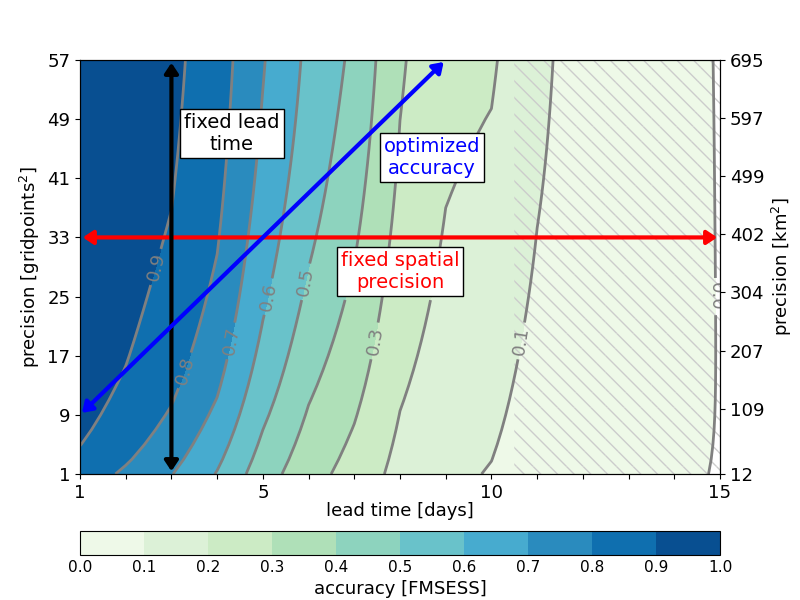 57
49
41
33
25
17
9
1
precision [gridpoints²]
695
597
499
402
304
207
109
12
precision [km²]
fixed lead
time
optimized
accuracy
fixed spatial
precision
0.9
0.8
0.7
0.6
0.5
0.3
0.1
0.0
1 5 10 15
lead time [days]
0.0 0.1 0.2 0.3 0.4 0.5 0.6 0.7 0.8 0.9 1.0
accuracy [FMSESS]